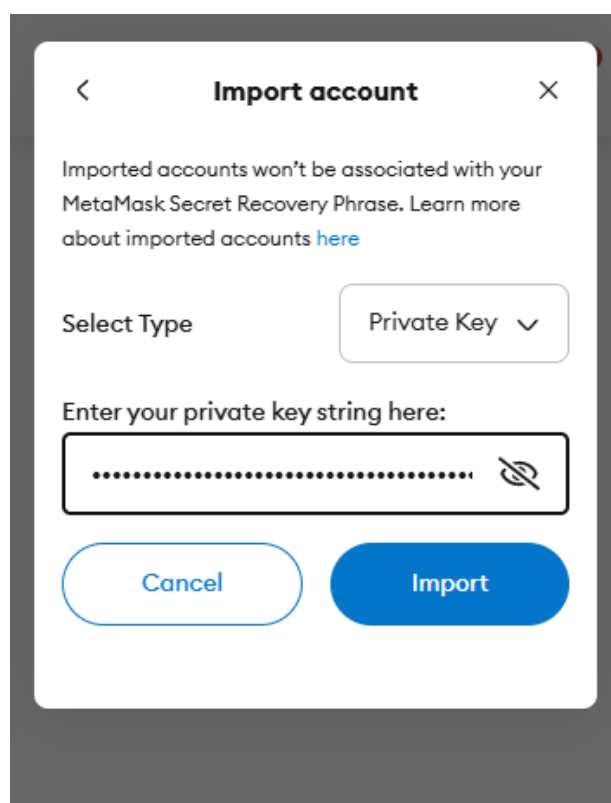 Import account
Imported accounts won't be associated with your
MetaMask Secret Recovery Phrase. Learn more
about imported accounts here
Select Type
Private Key
Enter your private key string here:
••••••••••••••••••••••••••••••••••••••
Cancel
Import